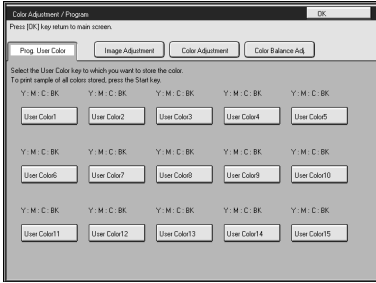 Color Adjustment / Program OK
Press [OK] key return to main screen.
Prog. User Color Image Adjustment Color Adjustment Color Balance Adj.
Select the User Color key to which you want to store the color.
To print sample of all colors stored, press the Start key.
Y : M : C : BK Y : M : C : BK Y : M : C : BK Y : M : C : BK Y : M : C : BK
User Color1 User Color2 User Color3 User Color4 User Color5
Y : M : C : BK Y : M : C : BK Y : M : C : BK Y : M : C : BK Y : M : C : BK
User Color6 User Color7 User Color8 User Color9 User Color10
Y : M : C : BK Y : M : C : BK Y : M : C : BK Y : M : C : BK Y : M : C : BK
User Color11 User Color12 User Color13 User Color14 User Color15